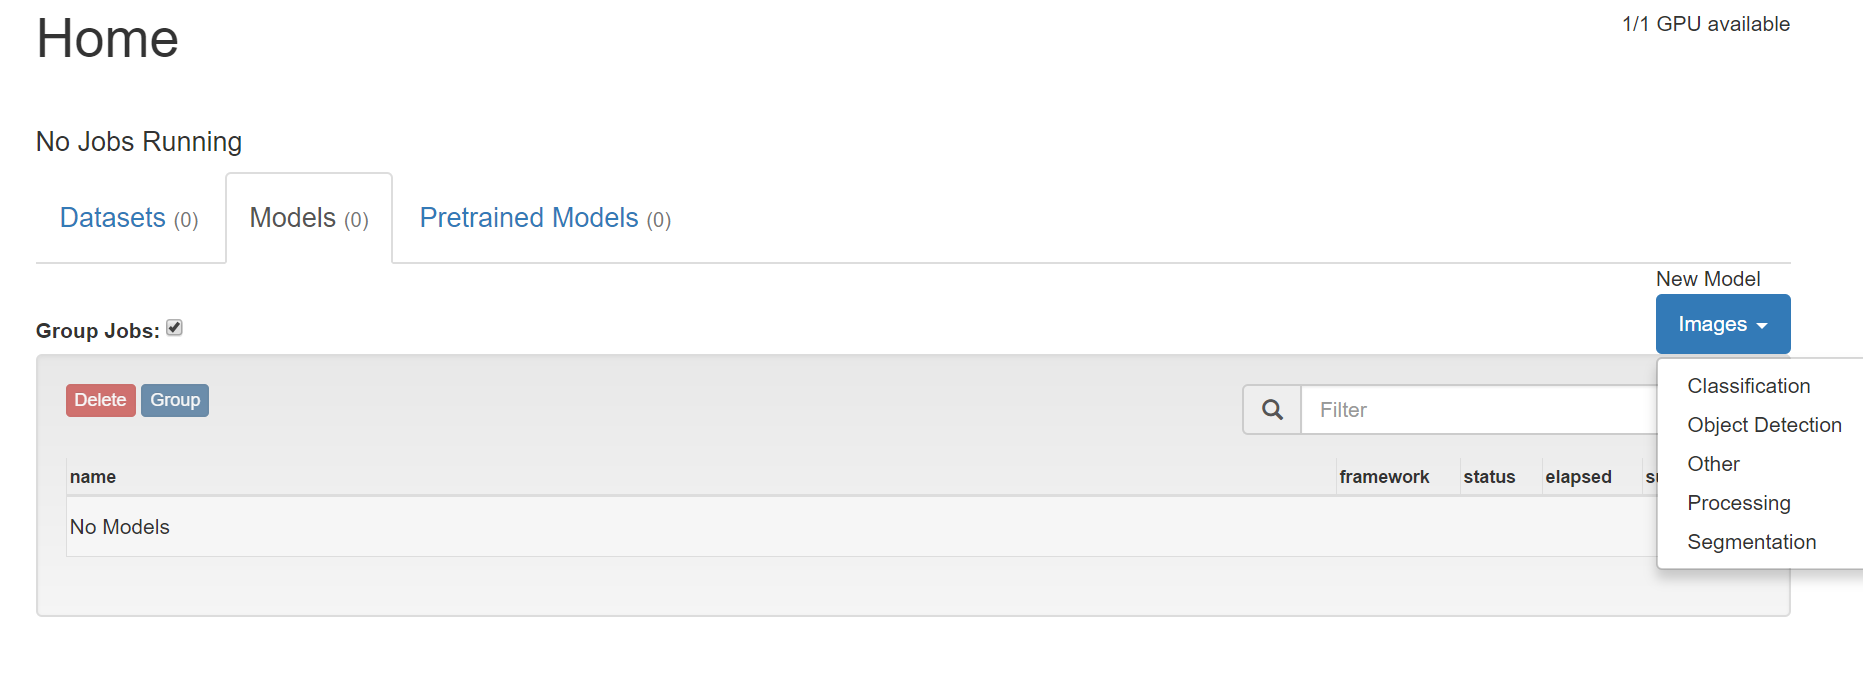 Home
1/1 GPU available
No Jobs Running
Datasets (0)
Models (0)
Pretrained Models (0)
New Model
Images
Group Jobs:
Delete
Group
Filter
Classification
Object Detection
Other
Processing
Segmentation
name
framework
status
elapsed
No Models